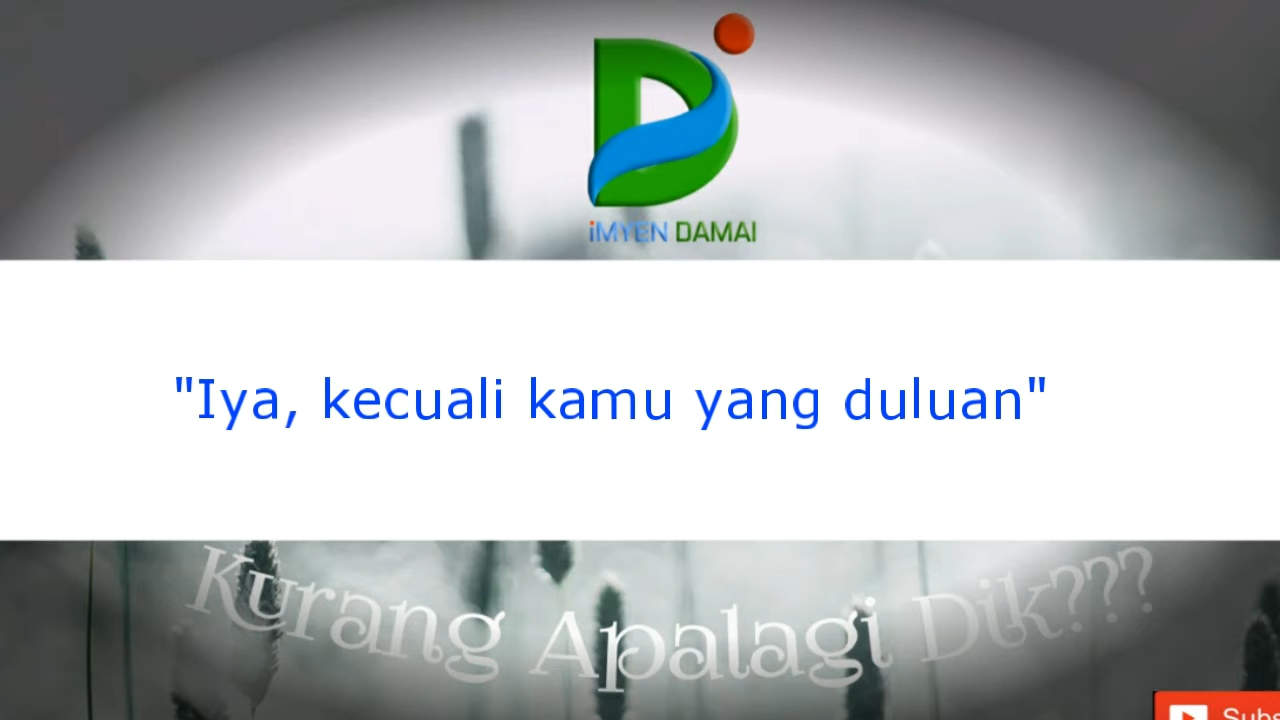 iMYEN DAMAI
"Iya, kecuali kamu yang duluan"
Kurang Apalagi Dik???